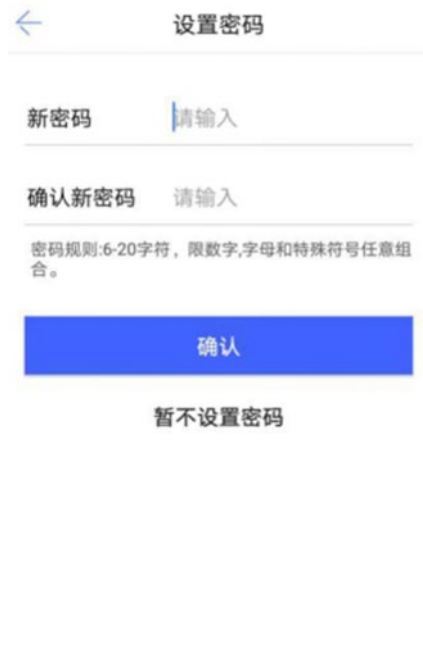 设置密码
新密码 请输入
确认新密码 请输入
密码规则:6-20字符，限数字,字母和特殊符号任意组
合。
确认
暂不设置密码